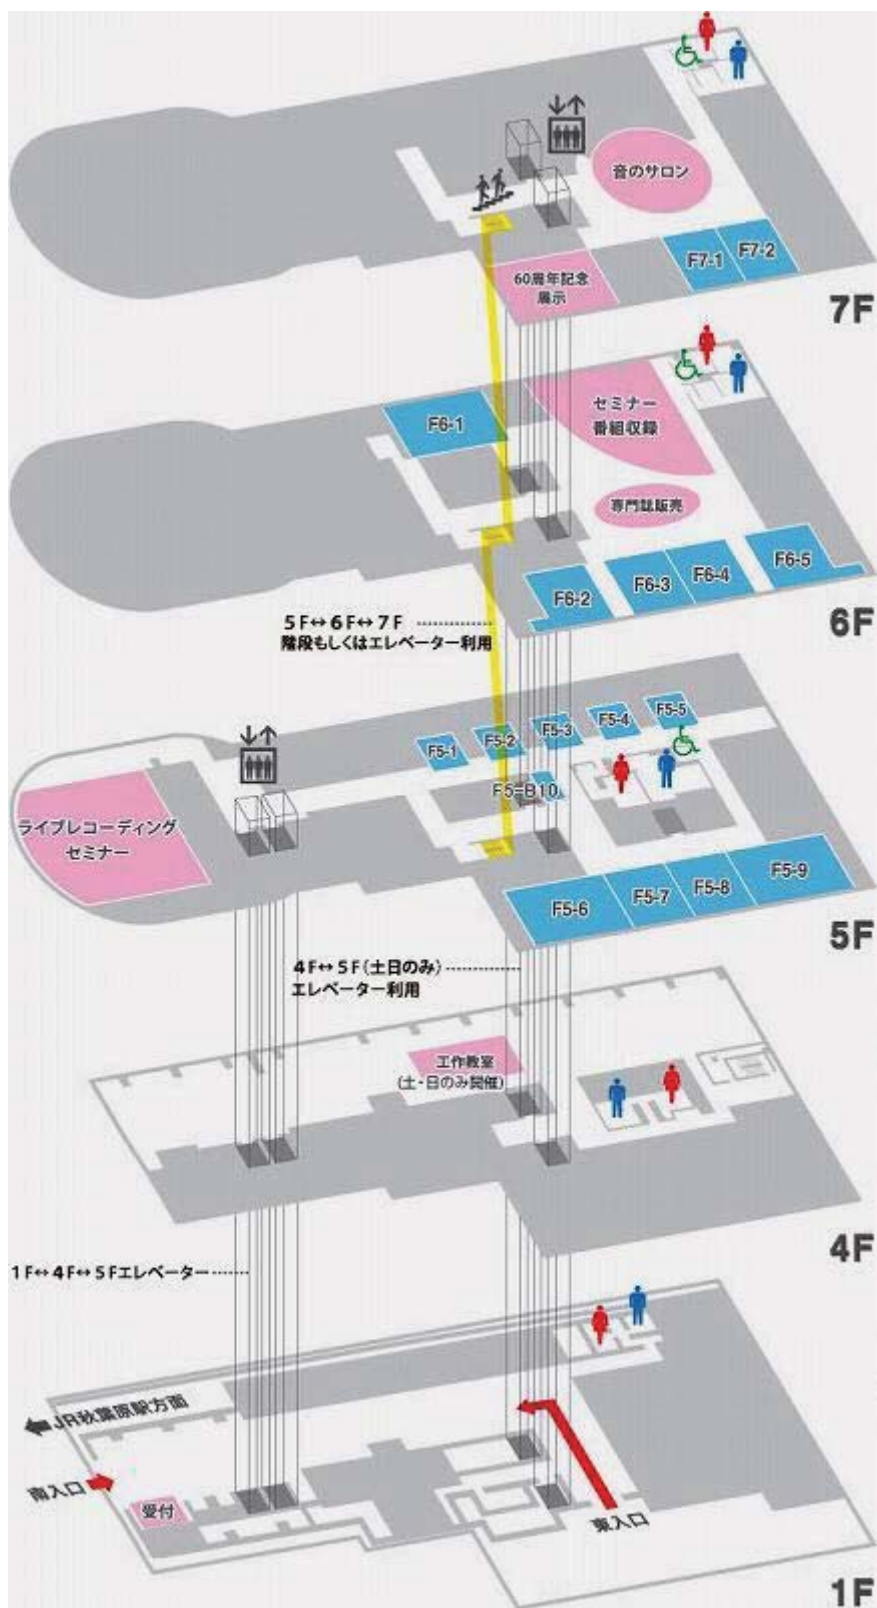 音のサロン
F7-1
F7-2
60周年記念
展示
7F
F6-1
セミナー
番組収録
専門誌販売
F6-2
F6-3
F6-4
F6-5
6F
5F↔6F↔7F
階段もしくはエレベーター利用
F5-1
F5-2
F5-3
F5-4
F5-5
F5-B10
ライブレコーディング
セミナー
F5-6
F5-7
F5-8
F5-9
5F
4F↔5F(土日のみ)
エレベーター利用
工作教室
(土・日のみ開催)
4F
1F↔4F↔5Fエレベーター
JR秋葉原駅方面
南入口
受付
東入口
1F